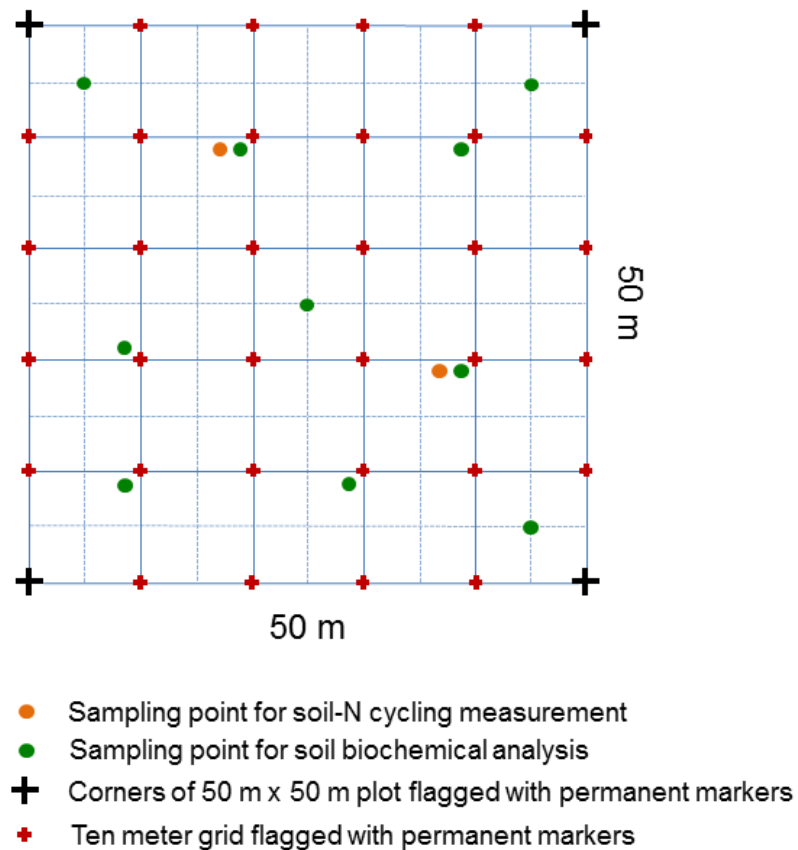 50 m
50 m
Sampling point for soil-N cycling measurement
Sampling point for soil biochemical analysis
Corners of 50 m x 50 m plot flagged with permanent markers
Ten meter grid flagged with permanent markers